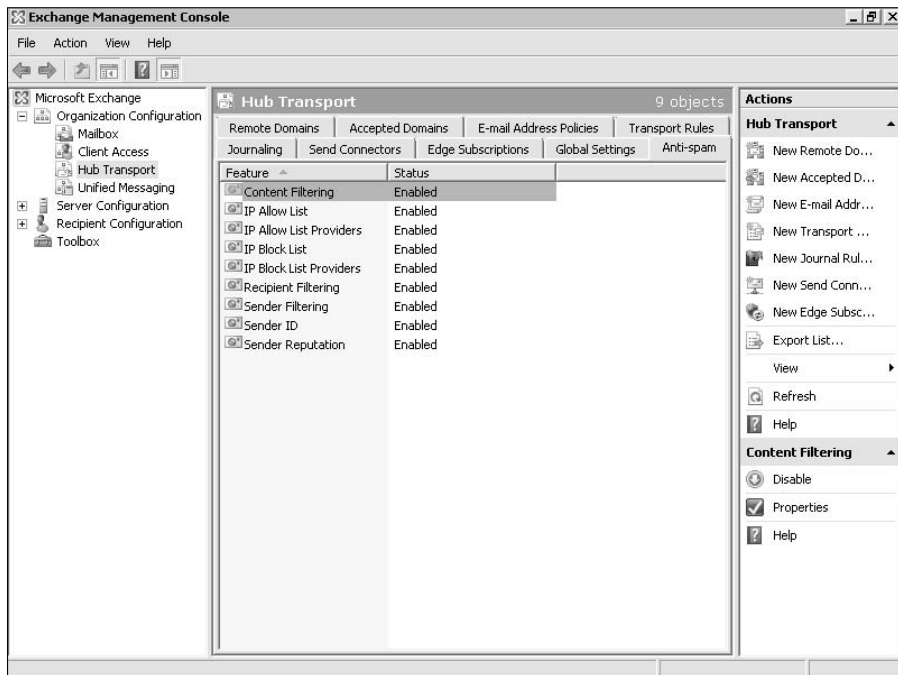 Exchange Management Console
File Action View Help
Microsoft Exchange
Organization Configuration
Mailbox
Client Access
Hub Transport
Unified Messaging
Server Configuration
Recipient Configuration
Toolbox
Hub Transport 9 objects
Remote Domains Accepted Domains E-mail Address Policies Transport Rules
Journaling Send Connectors Edge Subscriptions Global Settings Anti-spam
Feature Status
Content Filtering Enabled
IP Allow List Enabled
IP Allow List Providers Enabled
IP Block List Enabled
IP Block List Providers Enabled
Recipient Filtering Enabled
Sender Filtering Enabled
Sender ID Enabled
Sender Reputation Enabled
Actions
Hub Transport
New Remote Do...
New Accepted D...
New E-mail Addr...
New Transport ...
New Journal Rul...
New Send Conn...
New Edge Subsc...
Export List...
View
Refresh
Help
Content Filtering
Disable
Properties
Help